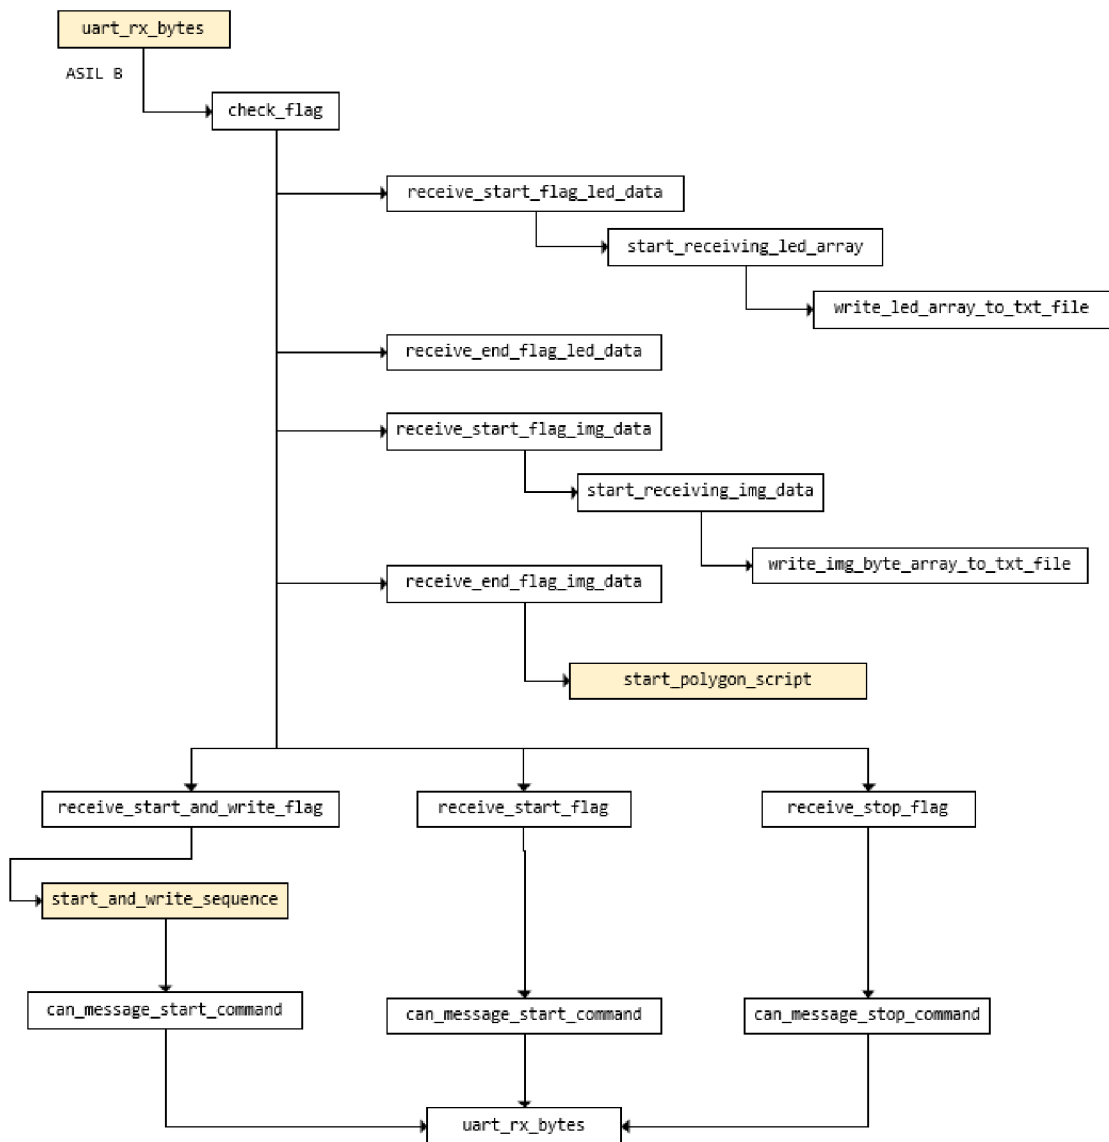 uart_rx_bytes
ASIL B
check_flag
receive_start_flag_led_data
start_receiving_led_array
write_led_array_to_txt_file
receive_end_flag_led_data
receive_start_flag_img_data
start_receiving_img_data
write_img_byte_array_to_txt_file
receive_end_flag_img_data
start_polygon_script
receive_start_and_write_flag
receive_start_flag
receive_stop_flag
start_and_write_sequence
can_message_start_command
can_message_start_command
can_message_stop_command
uart_rx_bytes